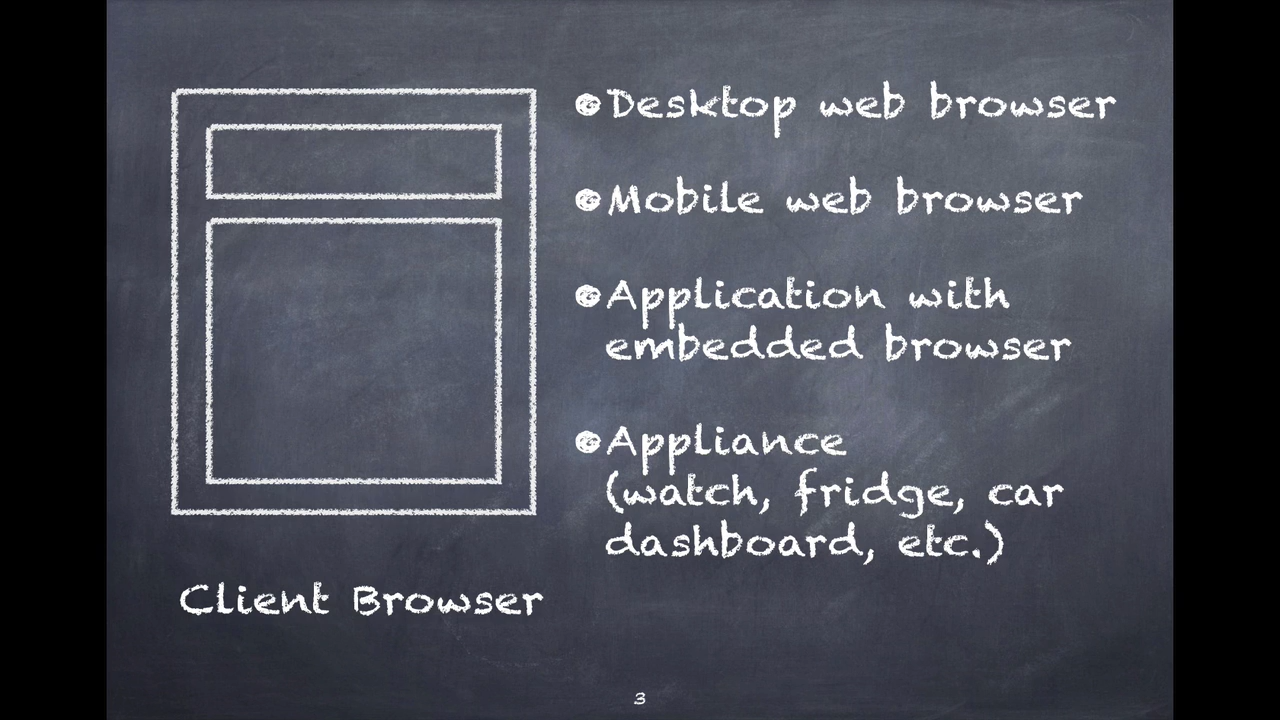 Desktop web browser
Mobile web browser
Application with
embedded browser
Appliance
(watch, fridge, car
dashboard, etc.)
Client Browser
3